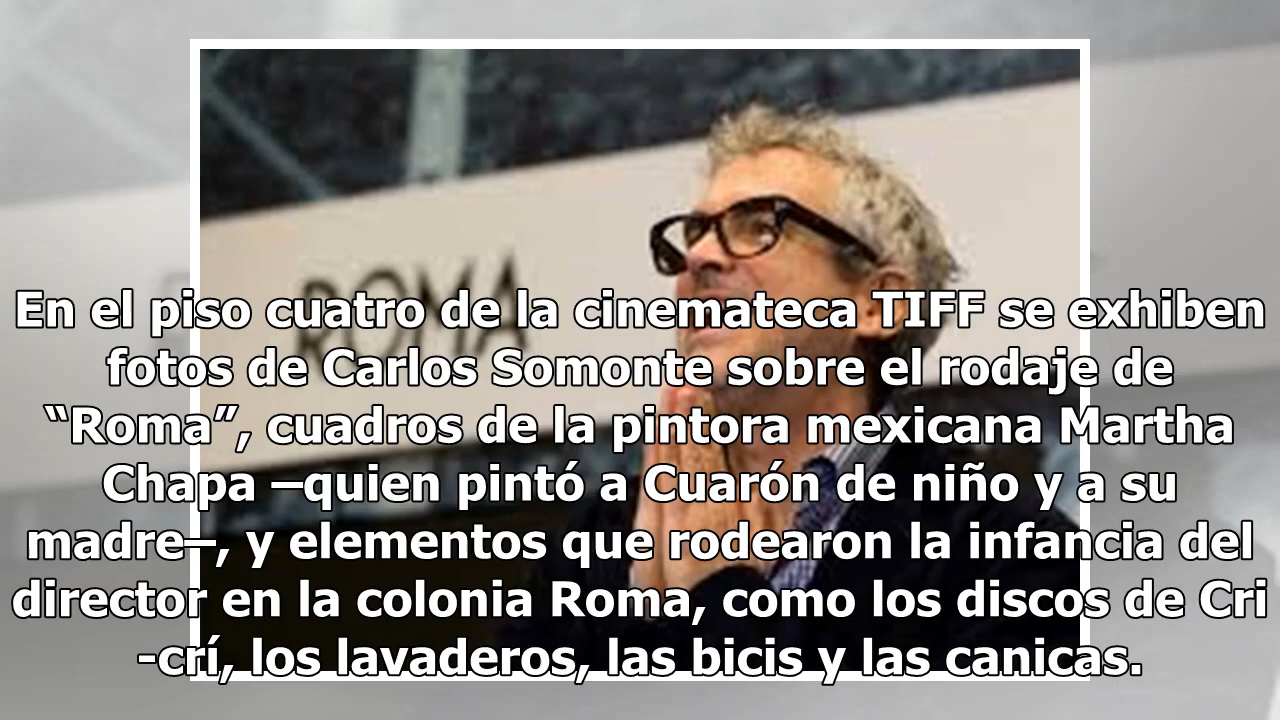 ROMA
En el piso cuatro de la cinemateca TIFF se exhiben
fotos de Carlos Somonte sobre el rodaje de
“Roma”, cuadros de la pintora mexicana Martha
Chapa –quien pintó a Cuarón de niño y a su
madre–, y elementos que rodearon la infancia del
director en la colonia Roma, como los discos de Cri
-crí, los lavaderos, las bicis y las canicas.